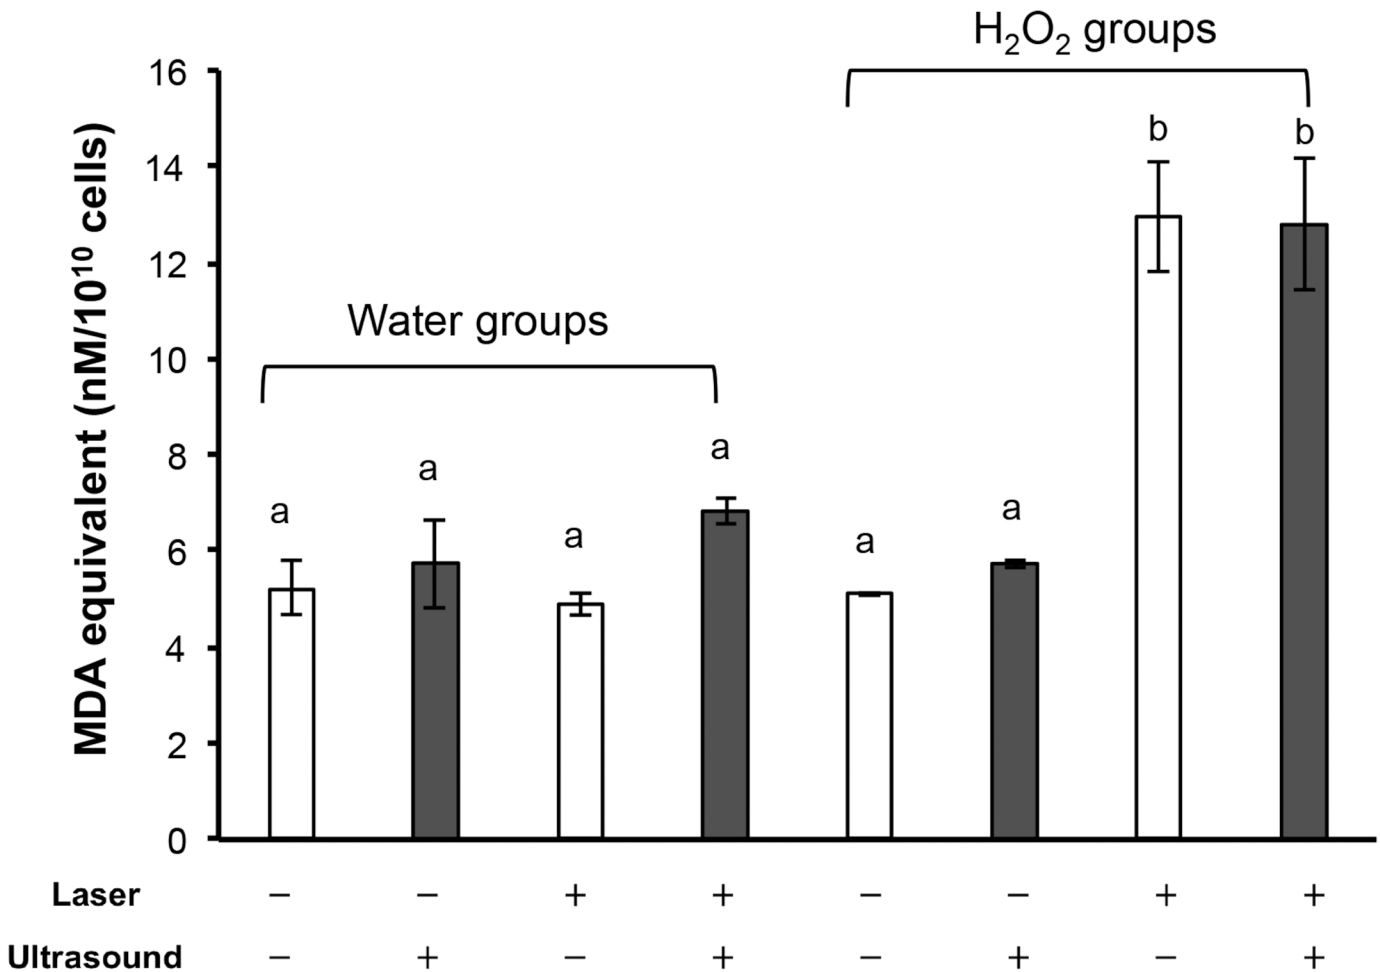 H₂O₂ groups
16
14
12
10
8
6
4
2
0
MDA equivalent (nM/10¹⁰ cells)
Water groups
a a a a a a b b
Laser − − + + − − + +
Ultrasound − + − + − + − +